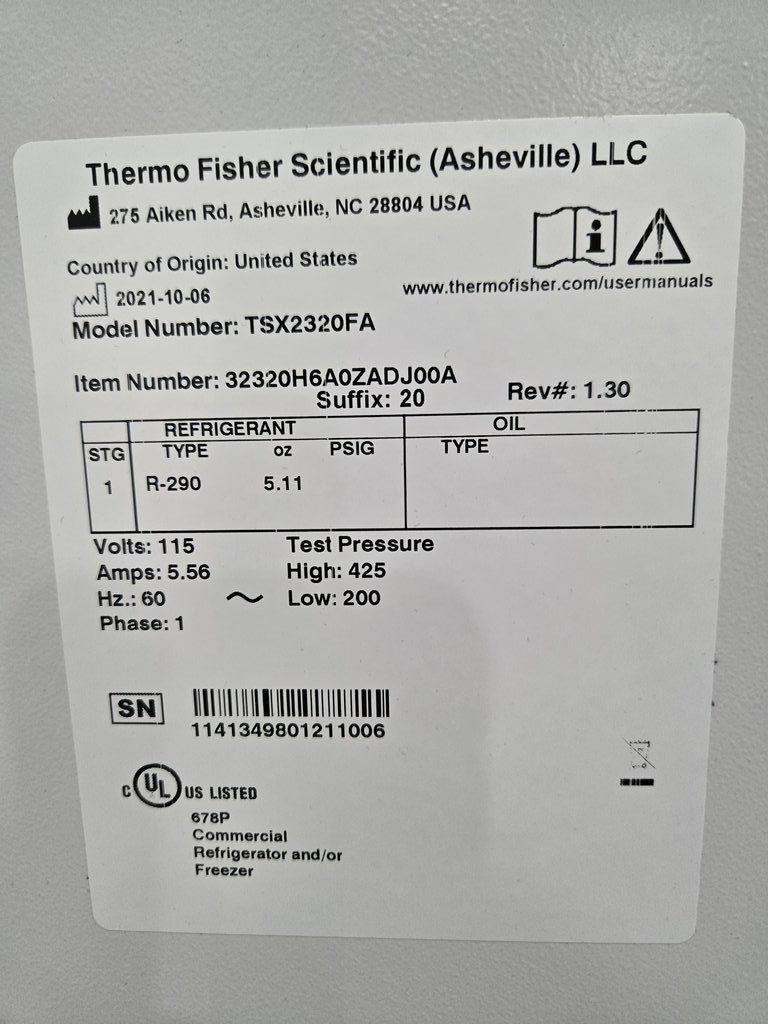 Thermo Fisher Scientific (Asheville) LLC
275 Aiken Rd, Asheville, NC 28804 USA
Country of Origin: United States
2021-10-06
www.thermofisher.com/usermanuals
Model Number: TSX2320FA
Item Number: 32320H6A0ZADJ00A
Suffix: 20
Rev#: 1.30
REFRIGERANT OIL
STG TYPE oz PSIG TYPE
1 R-290 5.11
Volts: 115 Test Pressure
Amps: 5.56 High: 425
Hz.: 60 ~ Low: 200
Phase: 1
SN
1141349801211006
C UL US LISTED
678P
Commercial
Refrigerator and/or
Freezer